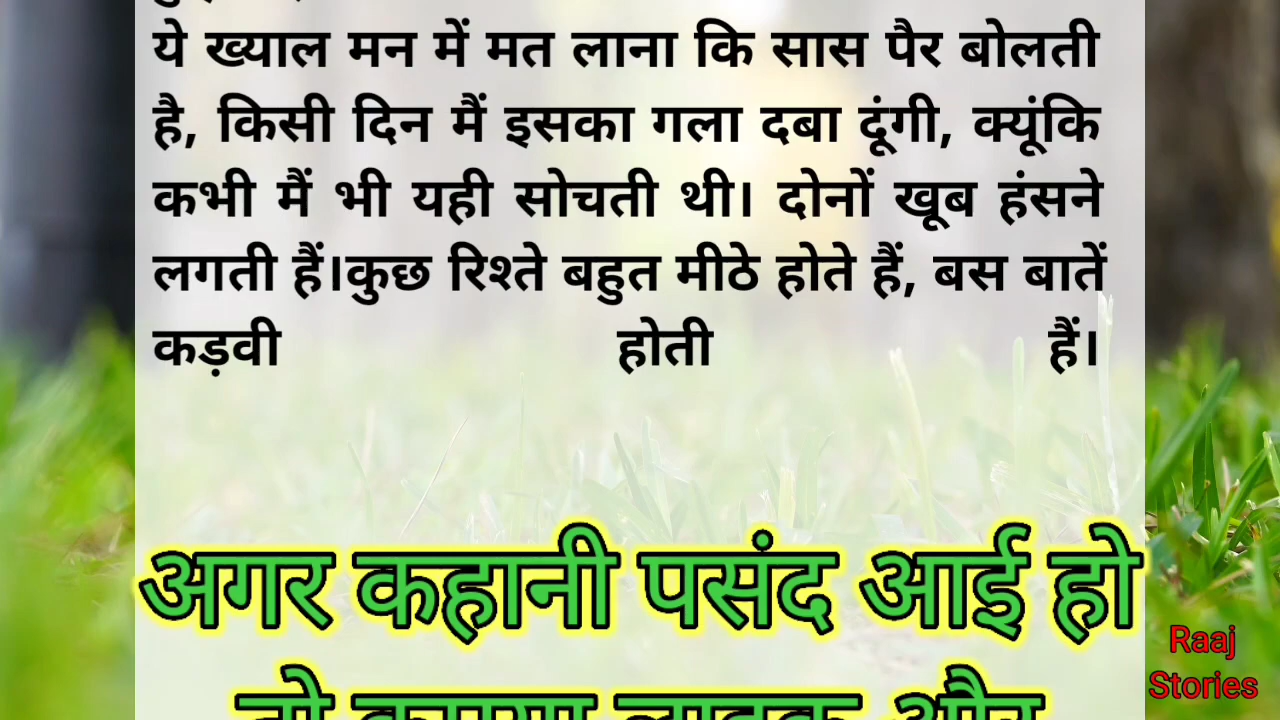 ये ख्याल मन में मत लाना कि सास पैर बोलती
है, किसी दिन मैं इसका गला दबा दूंगी, क्यूंकि
कभी मैं भी यही सोचती थी। दोनों खूब हंसने
लगती हैं।कुछ रिश्ते बहुत मीठे होते हैं, बस बातें
कड़वी होती हैं।
अगर कहानी पसंद आई हो
Raaj
Stories